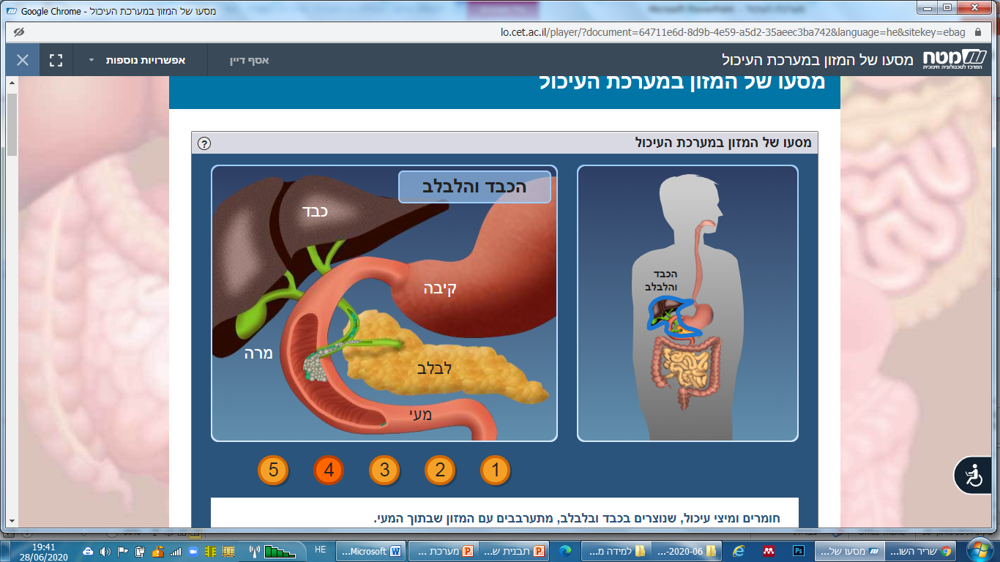 מסעו של המזון במערכת העיכול - Google Chrome
lo.cet.ac.il/player/?document=64711e6d-8d9b-4e59-a5d2-35aeec3ba742&language=he&sitekey=ebag
מטח
המרכז לטכנולוגיה חינוכית
מסעו של המזון במערכת העיכול
אסף דיין
אפשרויות נוספות
מסעו של המזון במערכת העיכול
מסעו של המזון במערכת העיכול
?
הכבד
והלבלב
הכבד והלבלב
כבד
קיבה
מרה
לבלב
מעי
1 2 3 4 5
חומרים ומיצי עיכול, שנוצרים בכבד ובלבלב, מתערבבים עם המזון שבתוך המעי.
שריר השו...
מסעו של...
Ps
2020-06-...
למידה מ...
תבנית ש...
מערכת ...
Microsoft...
HE
19:41
28/06/2020